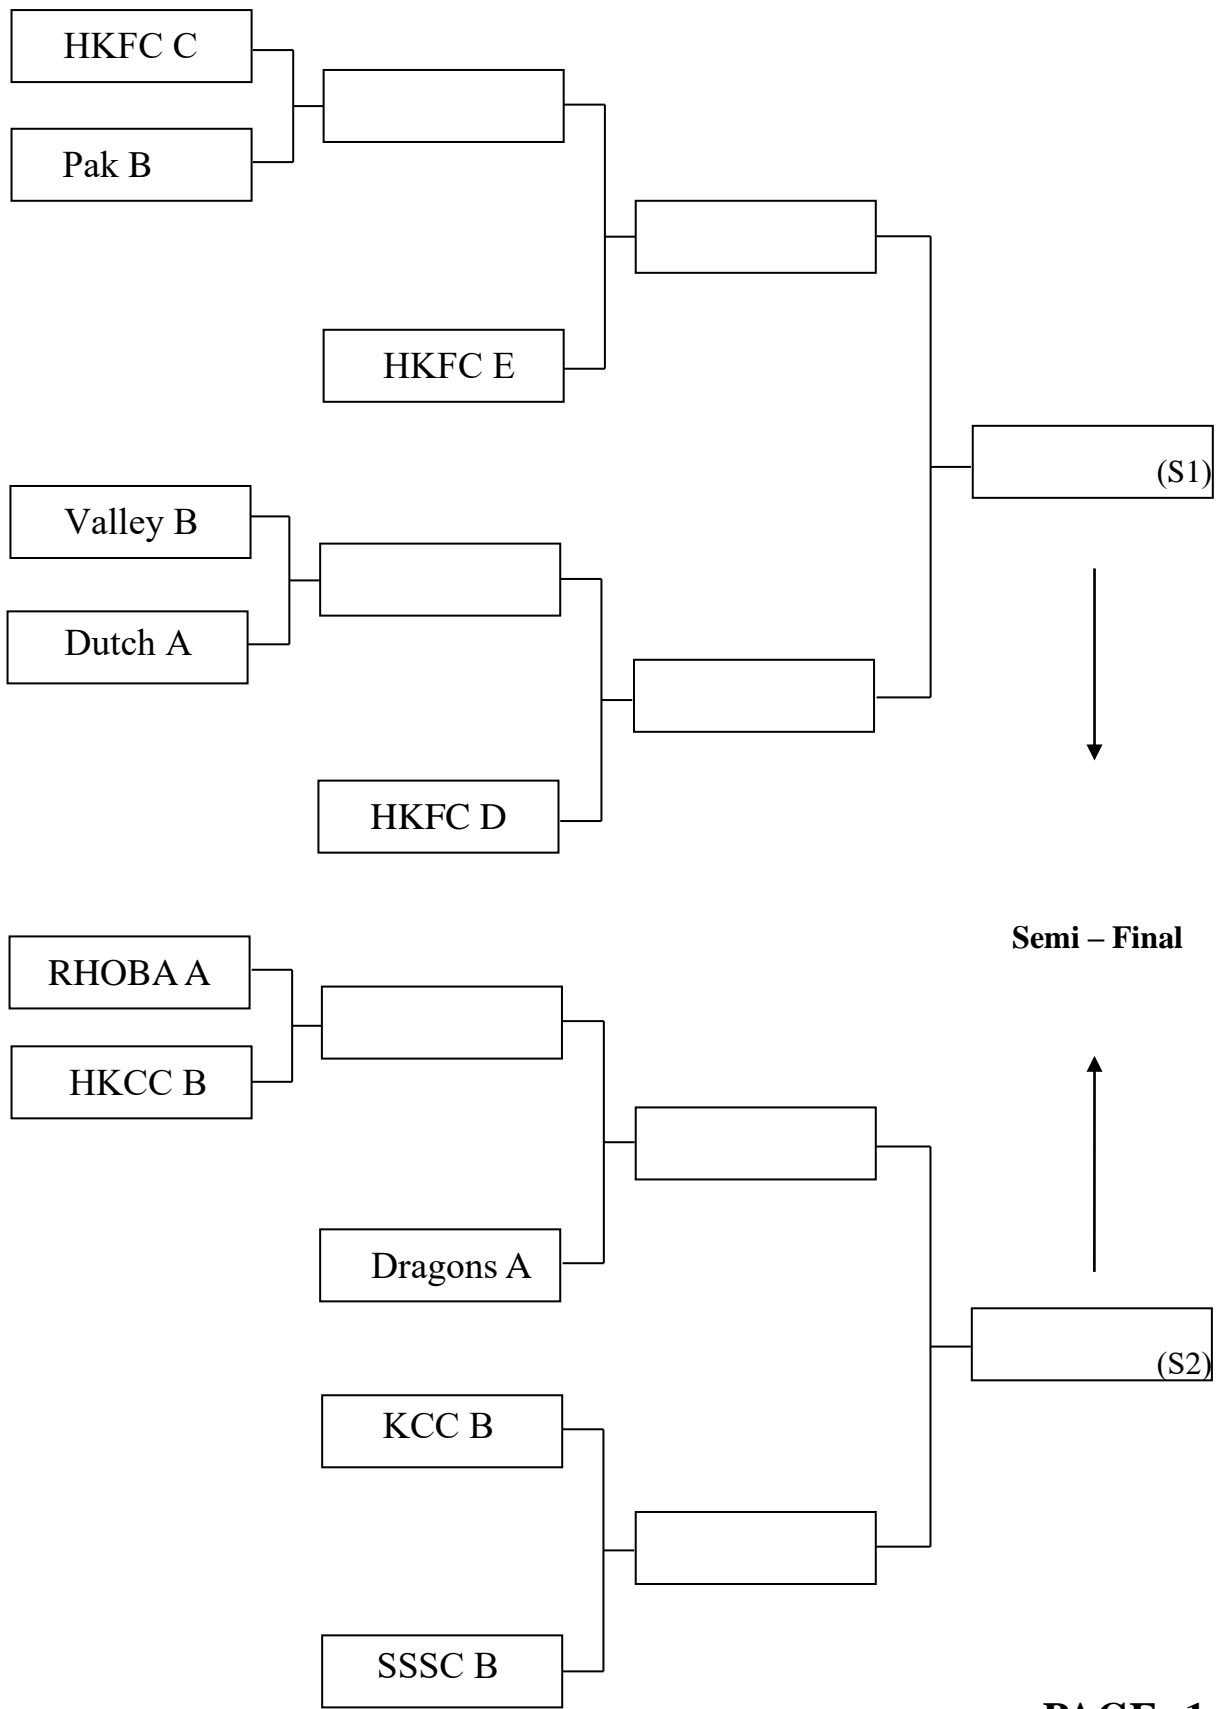 HKFC C
Pak B
HKFC E
(S1)
Valley B
Dutch A
HKFC D
Semi – Final
RHOBA A
HKCC B
Dragons A
(S2)
KCC B
SSSC B